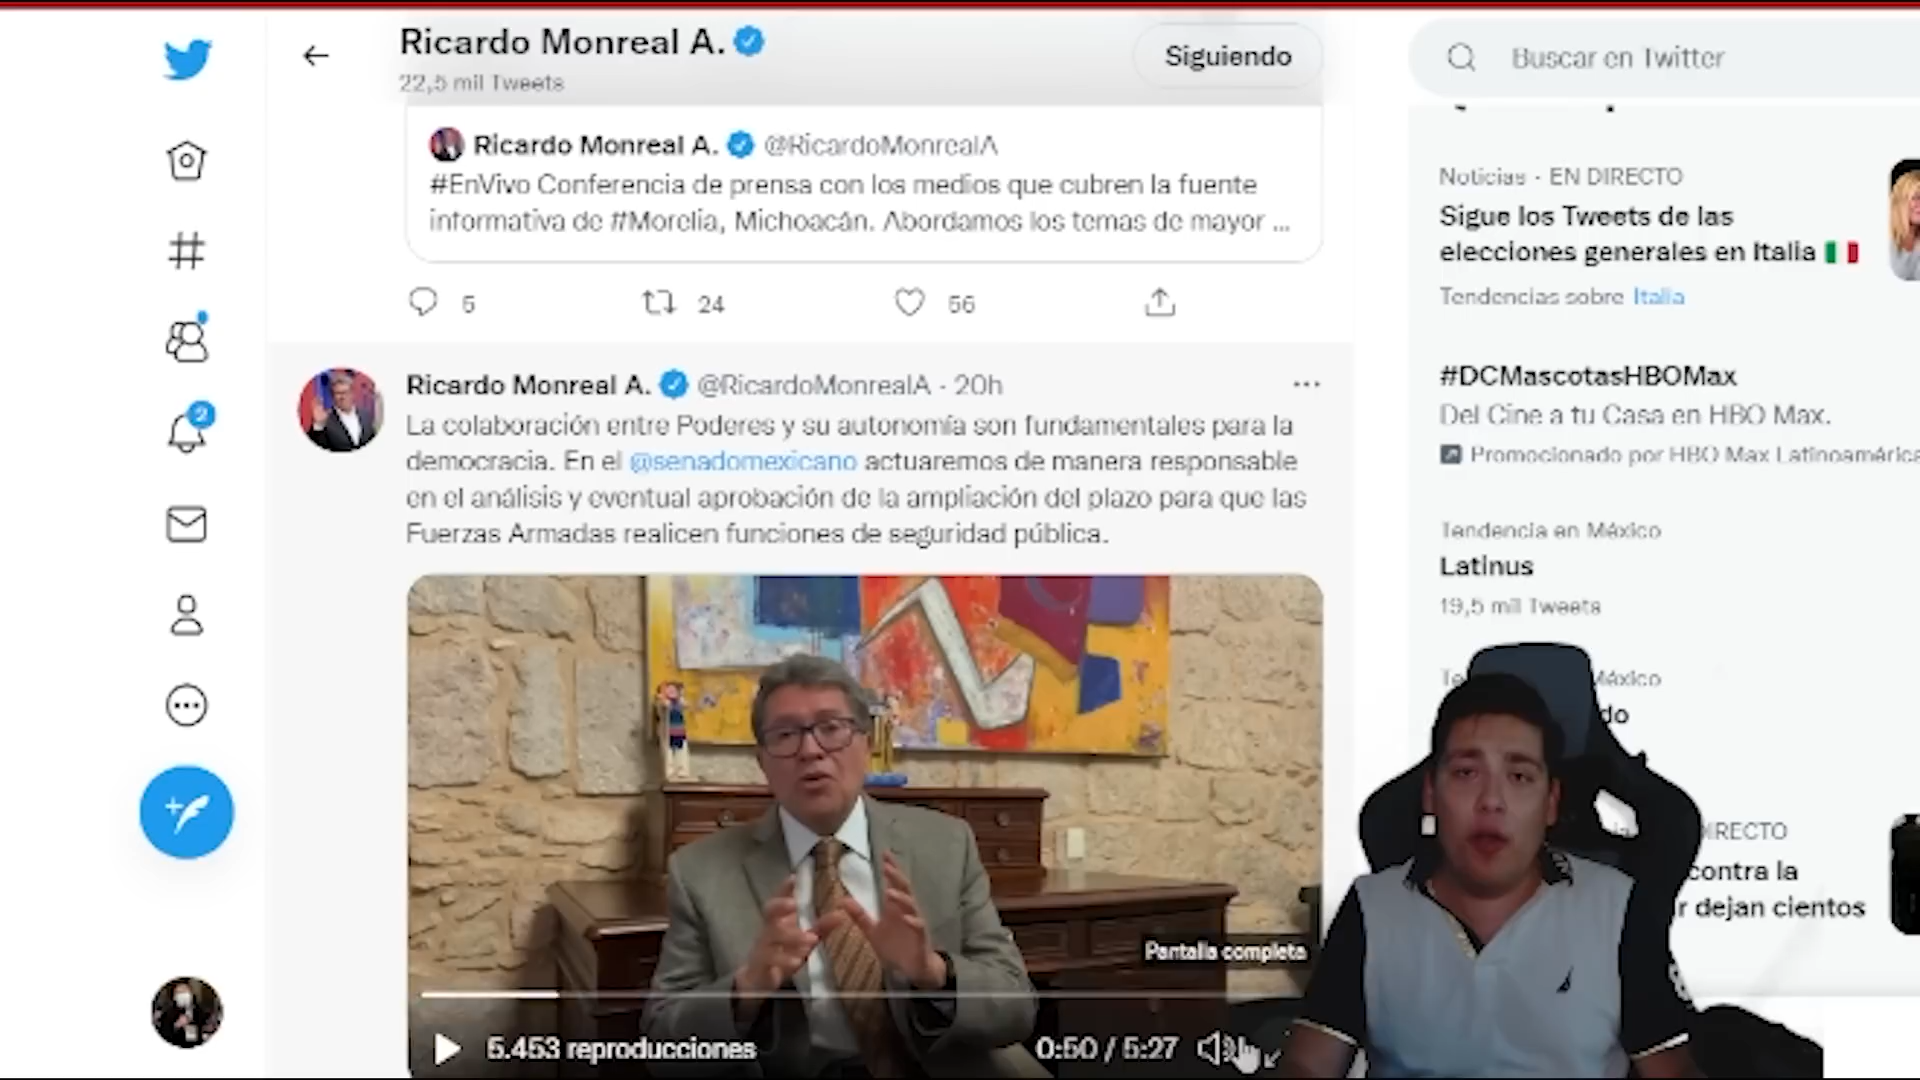 Ricardo Monreal A.
22,5 mil Tweets
Siguiendo
Buscar en Twitter
Ricardo Monreal A. @RicardoMonrealA
#EnVivo Conferencia de prensa con los medios que cubren la fuente
informativa de #Morelia, Michoacán. Abordamos los temas de mayor ...
5
24
56
2
Ricardo Monreal A. @RicardoMonrealA · 20h
La colaboración entre Poderes y su autonomía son fundamentales para la
democracia. En el @senadomexicano actuaremos de manera responsable
en el análisis y eventual aprobación de la ampliación del plazo para que las
Fuerzas Armadas realicen funciones de seguridad pública.
Pantalla completa
5.453 reproducciones
0:50 / 5:27
Noticias · EN DIRECTO
Sigue los Tweets de las
elecciones generales en Italia
Tendencias sobre Italia
#DCMascotasHBOMax
Del Cine a tu Casa en HBO Max.
Promocionado por HBO Max Latinoamérica
Tendencia en México
Latinus
19,5 mil Tweets
México
DIRECTO
contra la
dejan cientos